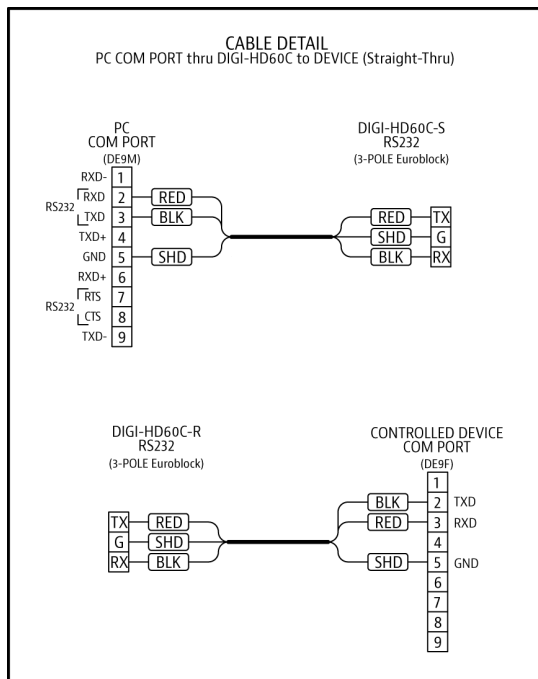 CABLE DETAIL
PC COM PORT thru DIGI-HD60C to DEVICE (Straight-Thru)
PC
COM PORT
(DE9M)
RXD- 1
RS232
RXD 2 RED
TXD 3 BLK
TXD+ 4
GND 5 SHD
RXD+ 6
RS232
RTS 7
CTS 8
TXD- 9
DIGI-HD60C-S
RS232
(3-POLE Euroblock)
RED TX
SHD G
BLK RX
DIGI-HD60C-R
RS232
(3-POLE Euroblock)
TX RED
G SHD
RX BLK
CONTROLLED DEVICE
COM PORT
(DE9F)
1
BLK 2 TXD
RED 3 RXD
4
SHD 5 GND
6
7
8
9